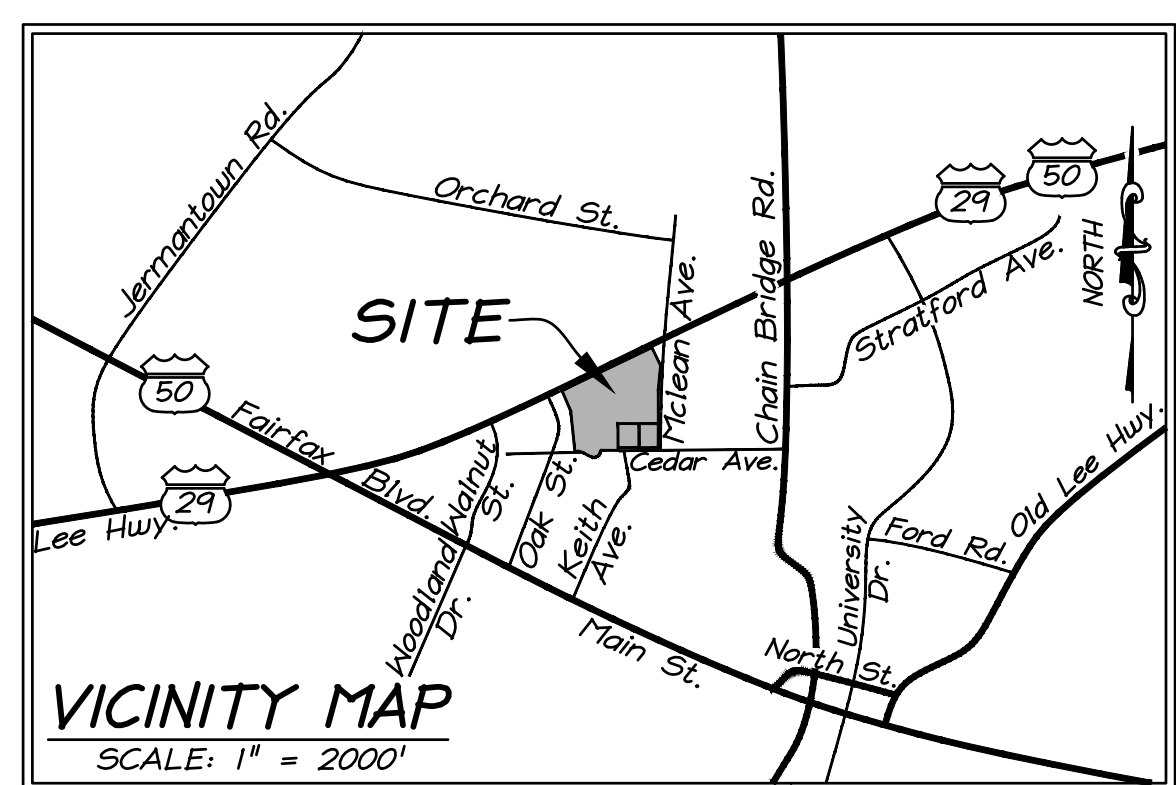 Jermantown Rd.
Orchard St.
Mclean Ave.
Chain Bridge Rd.
29
50
Stratford Ave.
NORTH
SITE
50
Fairfax Blvd.
29
Lee Hwy.
Walnut St.
Oak St.
Keith Ave.
Cedar Ave.
Woodland Dr.
Main St.
University Dr.
Ford Rd.
Old Lee Hwy.
North St.
VICINITY MAP
SCALE: 1" = 2000'